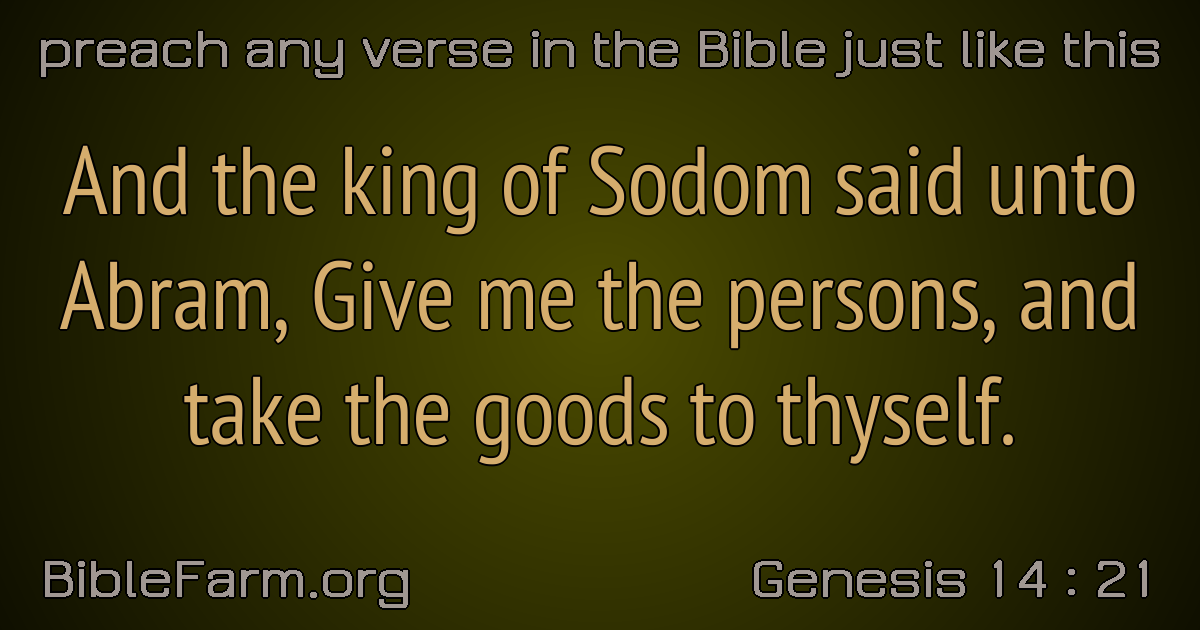 preach any verse in the Bible just like this
And the king of Sodom said unto
Abram, Give me the persons, and
take the goods to thyself.
BibleFarm.org
Genesis 14 : 21